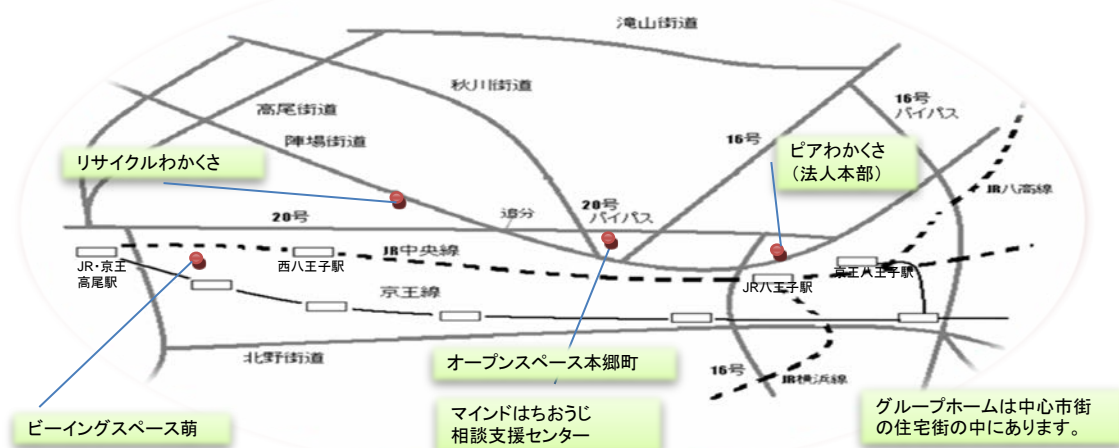 滝山街道
秋川街道
高尾街道
陣場街道
16号
バイパス
16号
リサイクルわかくさ
ピアわかくさ
(法人本部)
JR八高線
20号
追分
20号
バイパス
JR中央線
JR・京王
高尾駅
西八王子駅
京王八王子駅
JR八王子駅
京王線
北野街道
オープンスペース本郷町
16号
JR横浜線
ビーイングスペース萌
マインドはちおうじ
相談支援センター
グループホームは中心市街
の住宅街の中にあります。